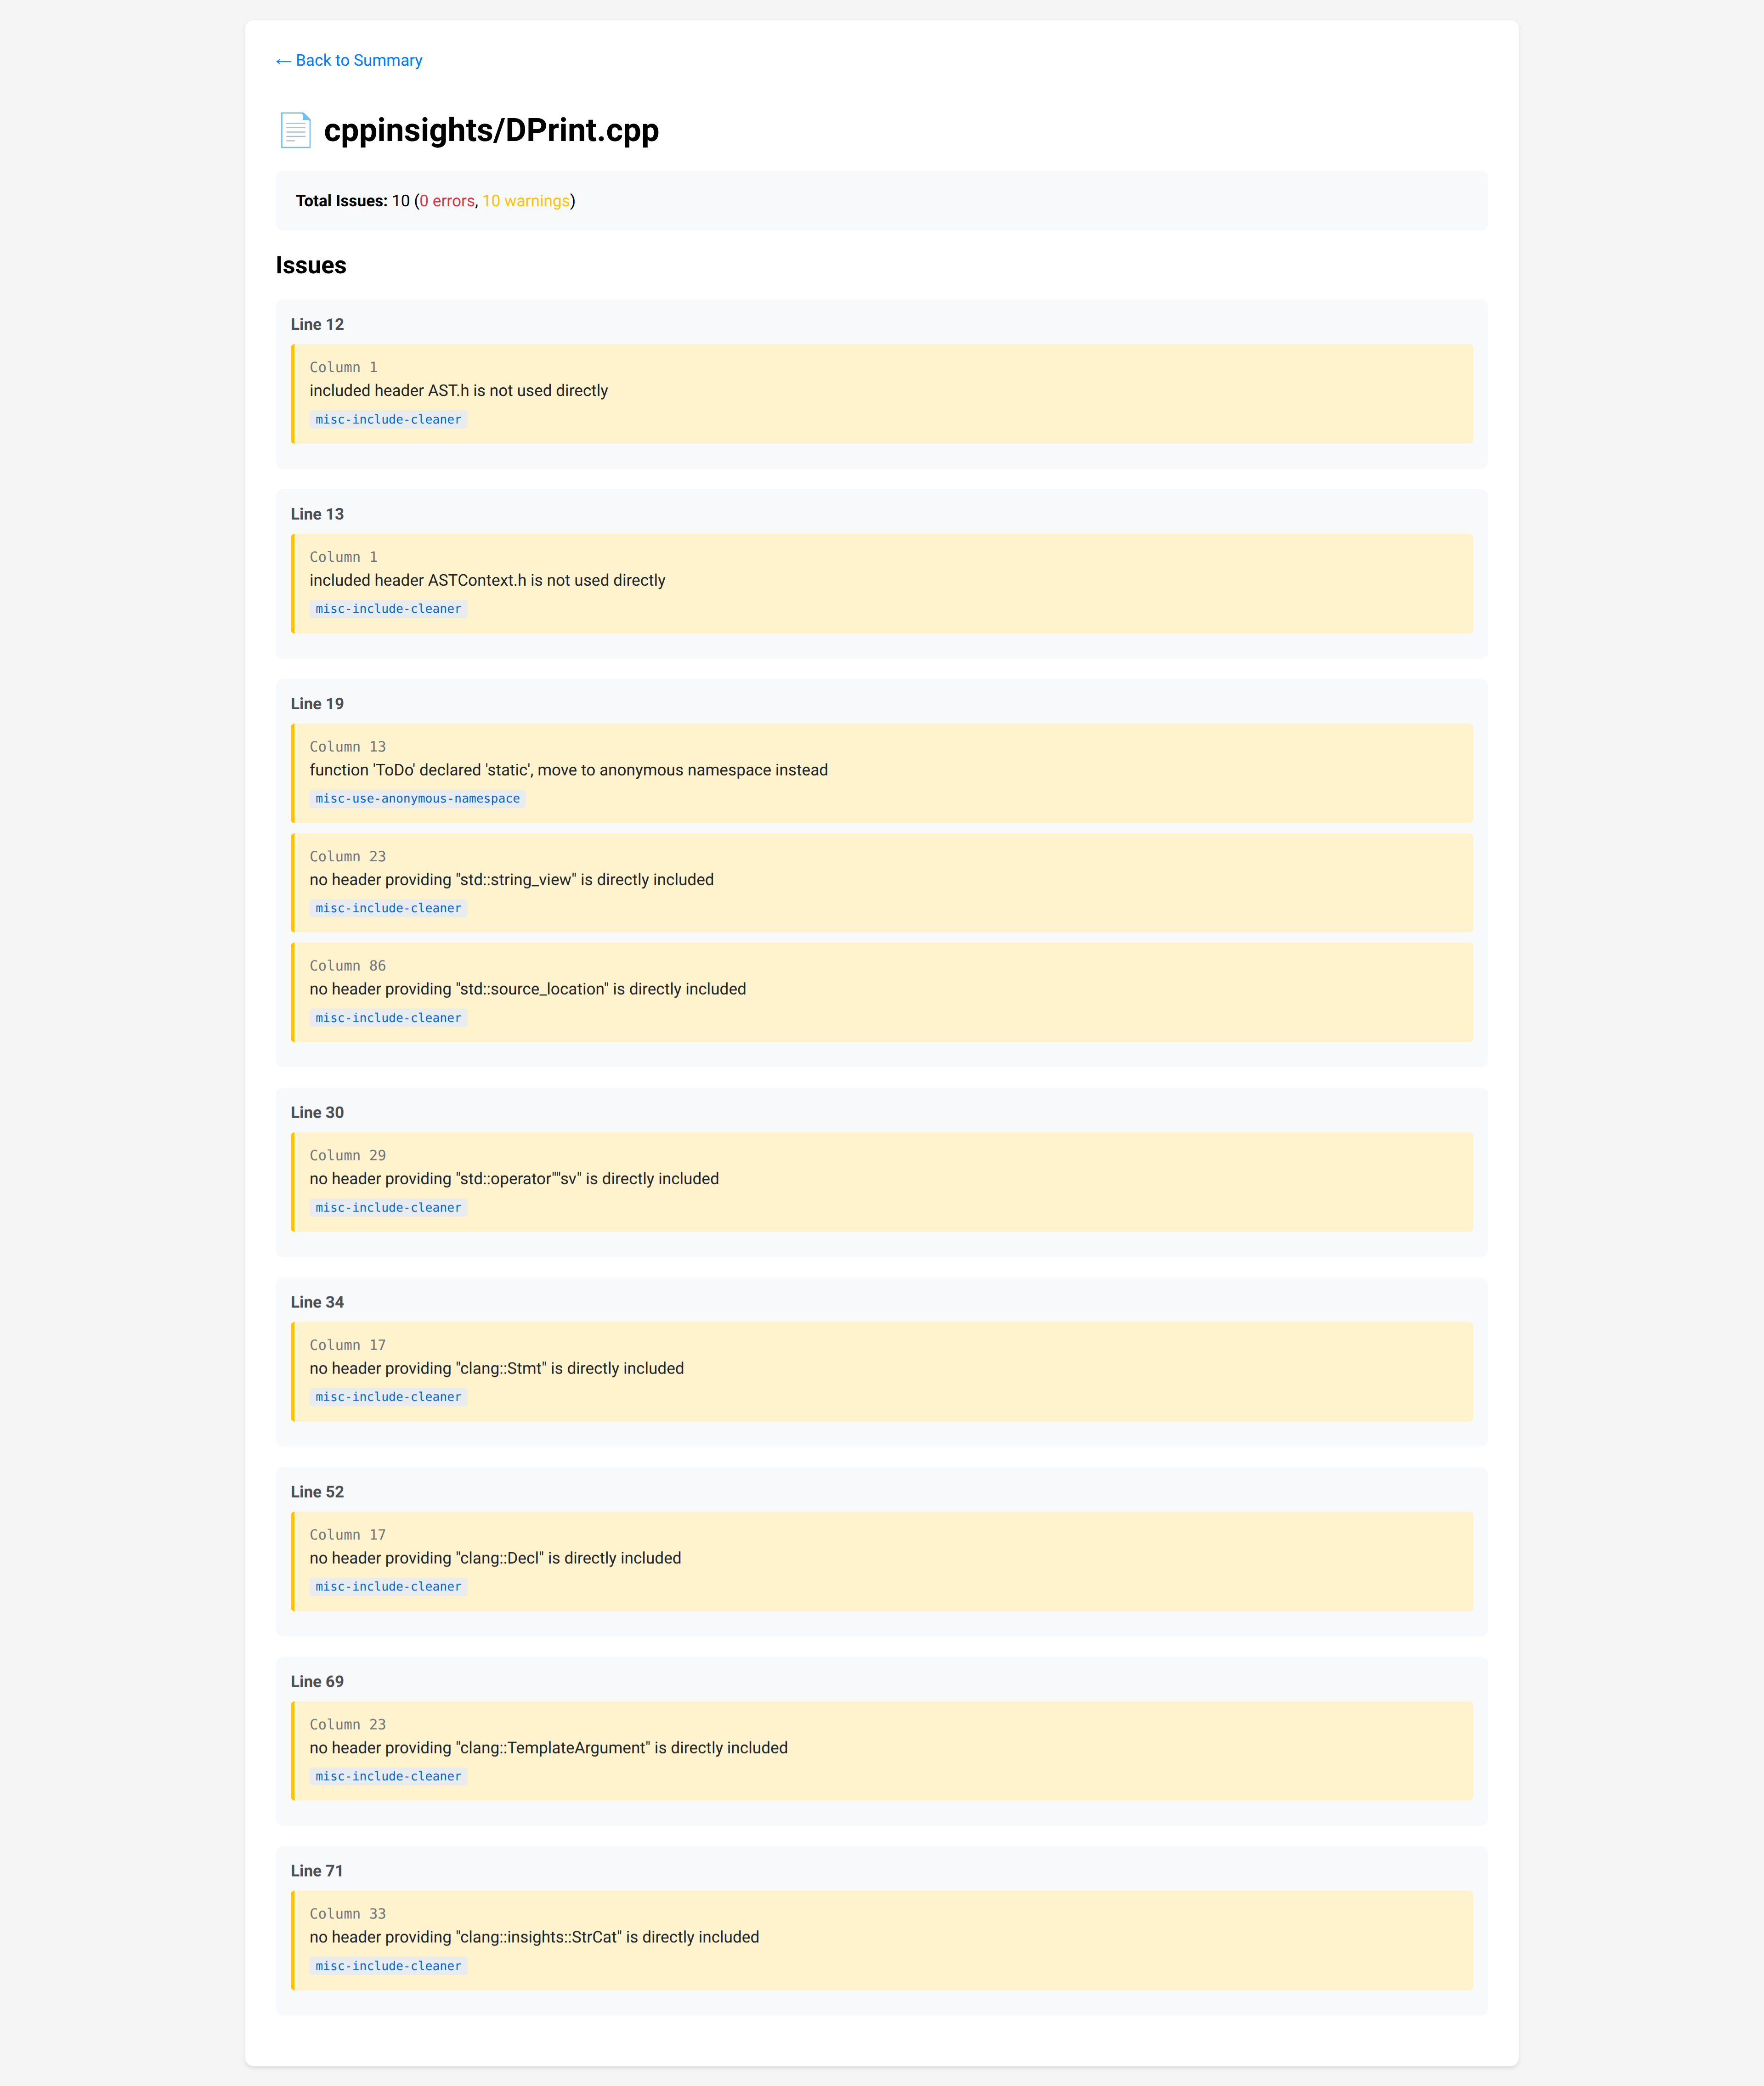 ← Back to Summary
📄 cppinsights/DPrint.cpp
Total Issues: 10 (0 errors, 10 warnings)
Issues
Line 12
Column 1
included header AST.h is not used directly
misc-include-cleaner
Line 13
Column 1
included header ASTContext.h is not used directly
misc-include-cleaner
Line 19
Column 13
function 'ToDo' declared 'static', move to anonymous namespace instead
misc-use-anonymous-namespace
Column 23
no header providing "std::string_view" is directly included
misc-include-cleaner
Column 86
no header providing "std::source_location" is directly included
misc-include-cleaner
Line 30
Column 29
no header providing "std::operator""sv" is directly included
misc-include-cleaner
Line 34
Column 17
no header providing "clang::Stmt" is directly included
misc-include-cleaner
Line 52
Column 17
no header providing "clang::Decl" is directly included
misc-include-cleaner
Line 69
Column 23
no header providing "clang::TemplateArgument" is directly included
misc-include-cleaner
Line 71
Column 33
no header providing "clang::insights::StrCat" is directly included
misc-include-cleaner